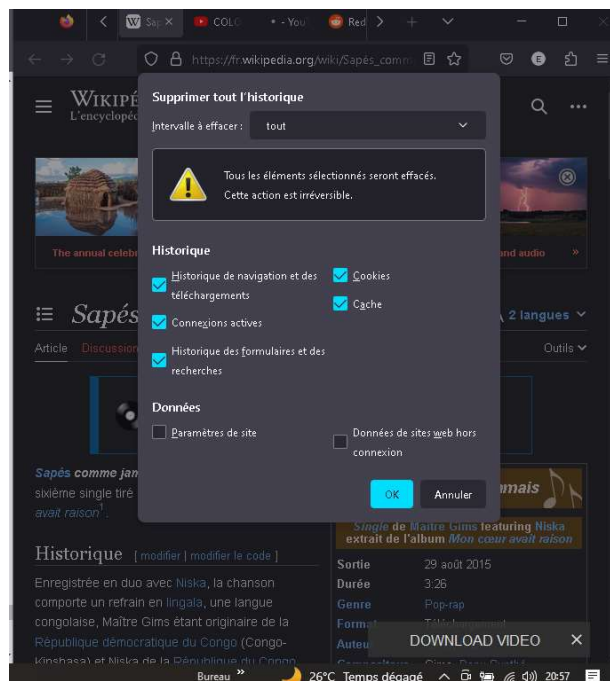 Sap
COLO
• - You
Red
https://fr.wikipedia.org/wiki/Sapés_comm
WIKIPÉ
L'encyclopéd
Supprimer tout l'historique
Intervalle à effacer : tout
Tous les éléments sélectionnés seront effacés.
Cette action est irréversible.
The annual celebr
and audio »
Historique
Historique de navigation et des téléchargements
Cookies
Cache
Connexions actives
Historique des formulaires et des recherches
Sapés
2 langues
Article Discussion
Outils
Données
Paramètres de site
Données de sites web hors connexion
OK Annuler
Sapés comme jam
sixième single tiré
avait raison1.
mais
Single de Maître Gims featuring Niska
extrait de l'album Mon cœur avait raison
Historique [ modifier | modifier le code ]
Enregistrée en duo avec Niska, la chanson
comporte un refrain en lingala, une langue
congolaise, Maître Gims étant originaire de la
République démocratique du Congo (Congo-
Kinshasa) et Niska de la République du Congo
Sortie 29 août 2015
Durée 3:26
Genre Pop-rap
Format
Auteu
DOWNLOAD VIDEO ×
Bureau » 26°C Temps dégagé 20:57